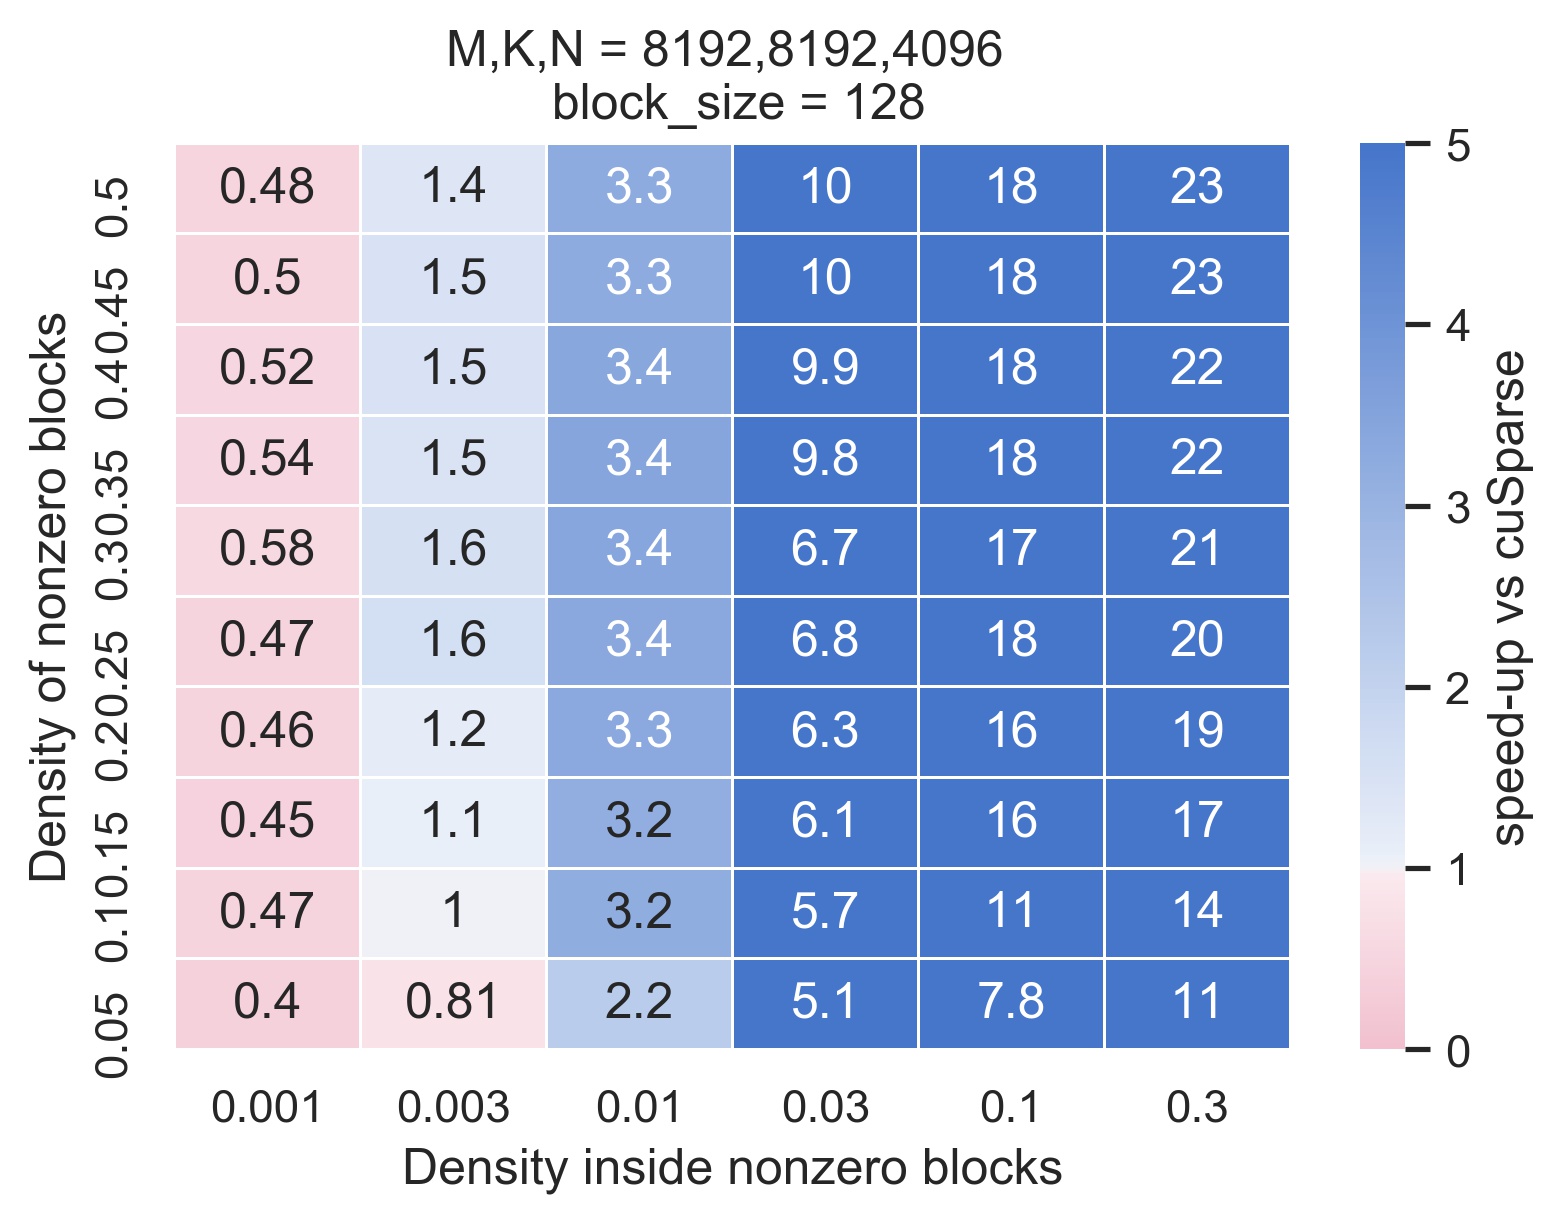 M,K,N = 8192,8192,4096
block_size = 128
Density of nonzero blocks
0.5 0.48 1.4 3.3 10 18 23
0.45 0.5 1.5 3.3 10 18 23
0.4 0.52 1.5 3.4 9.9 18 22
0.35 0.54 1.5 3.4 9.8 18 22
0.3 0.58 1.6 3.4 6.7 17 21
0.25 0.47 1.6 3.4 6.8 18 20
0.2 0.46 1.2 3.3 6.3 16 19
0.15 0.45 1.1 3.2 6.1 16 17
0.1 0.47 1 3.2 5.7 11 14
0.05 0.4 0.81 2.2 5.1 7.8 11
0.001 0.003 0.01 0.03 0.1 0.3
Density inside nonzero blocks
5
4
3
2
1
0
speed-up vs cuSparse